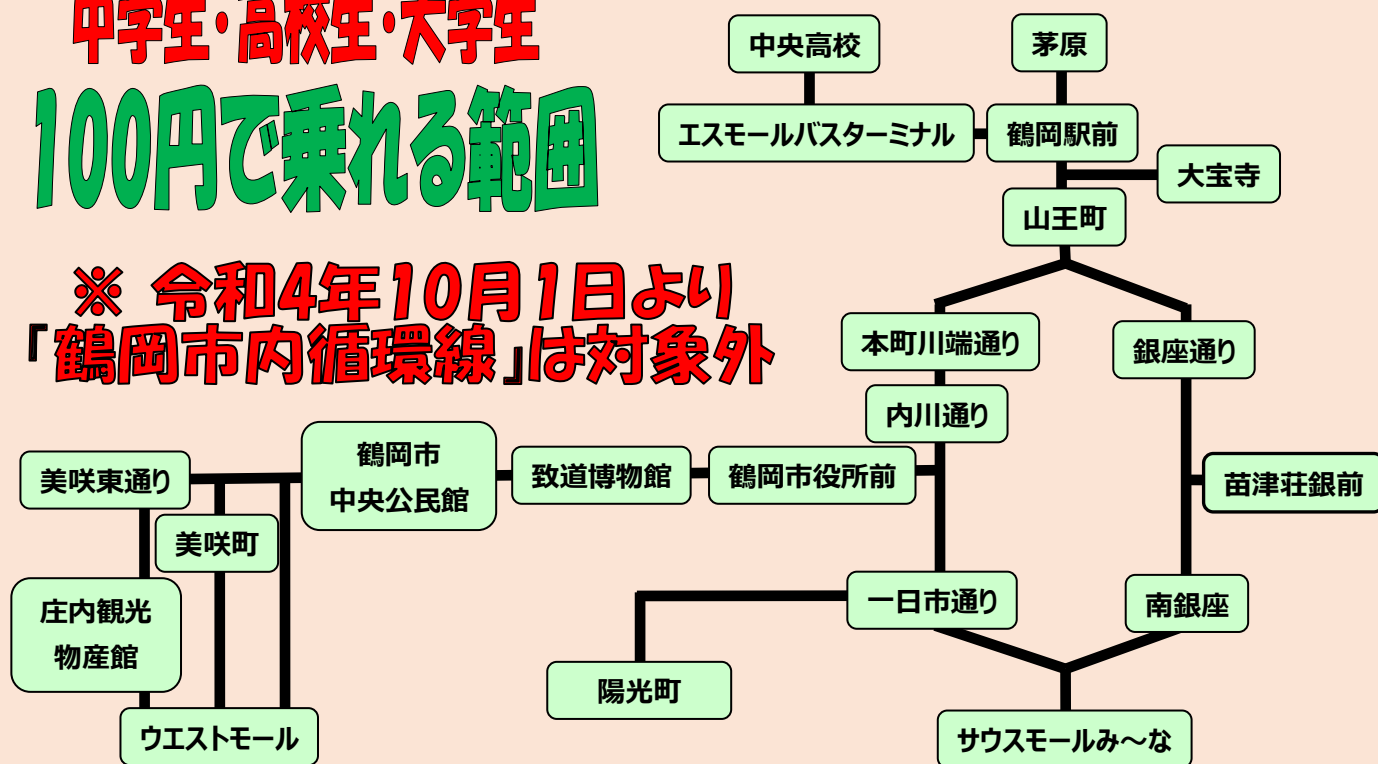 中学生・高校生・大学生
100円で乗れる範囲
※ 令和4年10月1日より
「鶴岡市内循環線」は対象外
中央高校
茅原
エスモールバスターミナル
鶴岡駅前
大宝寺
山王町
本町川端通り
銀座通り
内川通り
美咲東通り
鶴岡市
中央公民館
致道博物館
鶴岡市役所前
苗津荘銀前
美咲町
庄内観光
物産館
一日市通り
南銀座
陽光町
ウエストモール
サウスモールみ～な